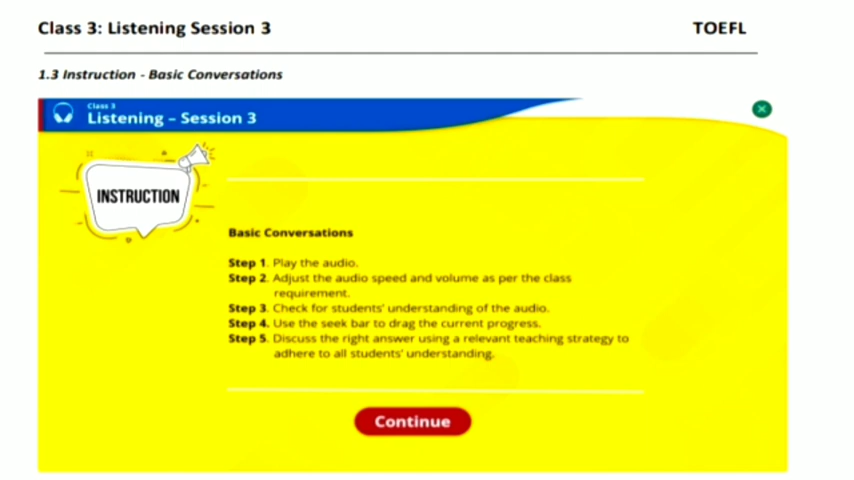 Class 3: Listening Session 3 TOEFL
1.3 Instruction - Basic Conversations
Class 3
Listening – Session 3
INSTRUCTION
Basic Conversations
Step 1. Play the audio.
Step 2. Adjust the audio speed and volume as per the class
requirement.
Step 3. Check for students' understanding of the audio.
Step 4. Use the seek bar to drag the current progress.
Step 5. Discuss the right answer using a relevant teaching strategy to
adhere to all students' understanding.
Continue